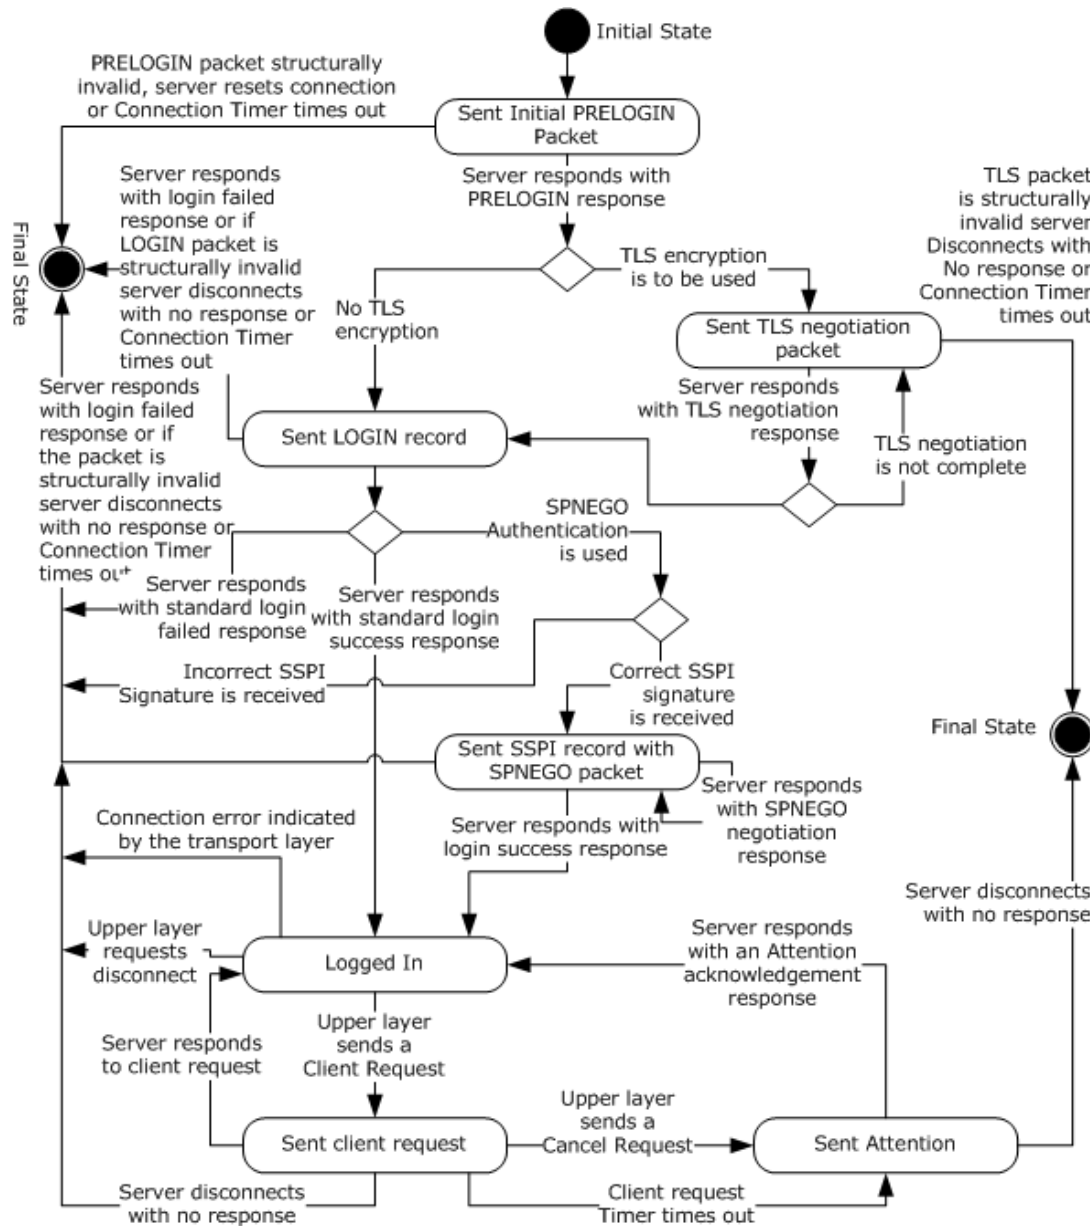 Initial State
PRELOGIN packet structurally
invalid, server resets connection
or Connection Timer times out
Sent Initial PRELOGIN
Packet
Server responds with
PRELOGIN response
Server responds
with login failed
response or if
LOGIN packet is
structurally invalid
server disconnects
with no response or
Connection Timer
times out
Final State
TLS packet
is structurally
invalid server
Disconnects with
No response or
Connection Timer
times out
TLS encryption
is to be used
No TLS
encryption
Sent TLS negotiation
packet
Server responds
with TLS negotiation
response
TLS negotiation
is not complete
Server responds
with login failed
response or if
the packet is
structurally invalid
server disconnects
with no response or
Connection Timer
times out
Sent LOGIN record
SPNEGO
Authentication
is used
Server responds
with standard login
failed response
Server responds
with standard login
success response
Incorrect SSPI
Signature is received
Correct SSPI
signature
is received
Final State
Sent SSPI record with
SPNEGO packet
Server responds
with SPNEGO
negotiation
response
Connection error indicated
by the transport layer
Server responds with
login success response
Server disconnects
with no response
Upper layer
requests
disconnect
Logged In
Server responds
with an Attention
acknowledgement
response
Server responds
to client request
Upper layer
sends a
Client Request
Sent client request
Upper layer
sends a
Cancel Request
Sent Attention
Server disconnects
with no response
Client request
Timer times out